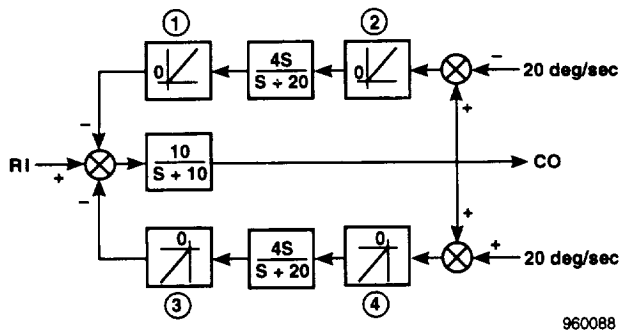 ① ②
0 4S 0 − 20 deg/sec
S ÷ 20
− +
RI + 10 CO
S + 10
− +
0 4S 0 + 20 deg/sec
S + 20
③ ④
960088